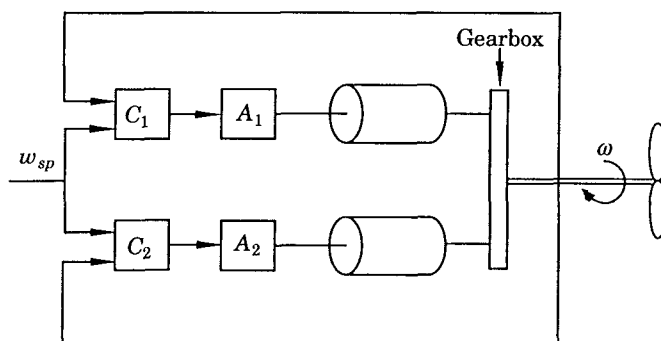 Gearbox
C₁
A₁
w_sp
ω
C₂
A₂